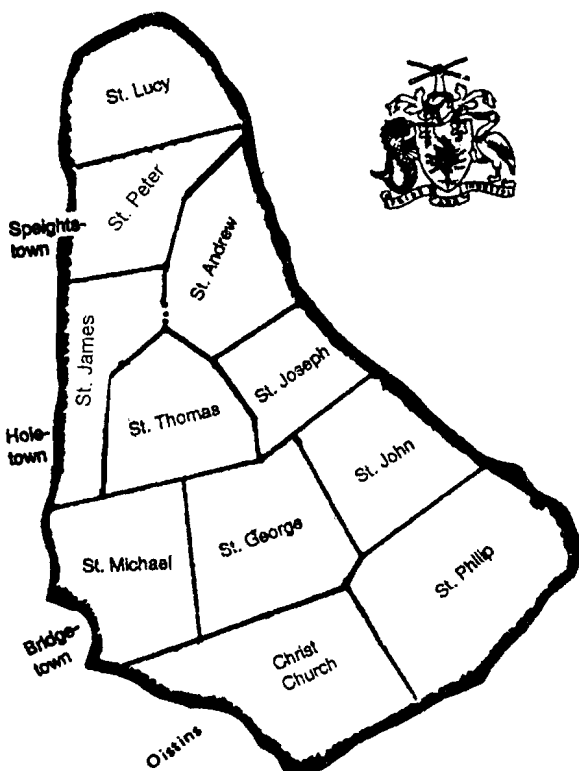 St. Lucy
St. Peter
Speights-
town
St. Andrew
St. James
St. Joseph
St. Thomas
Hole-
town
St. John
St. George
St. Michael
St. Philip
Bridge-
town
Christ
Church
Oistins